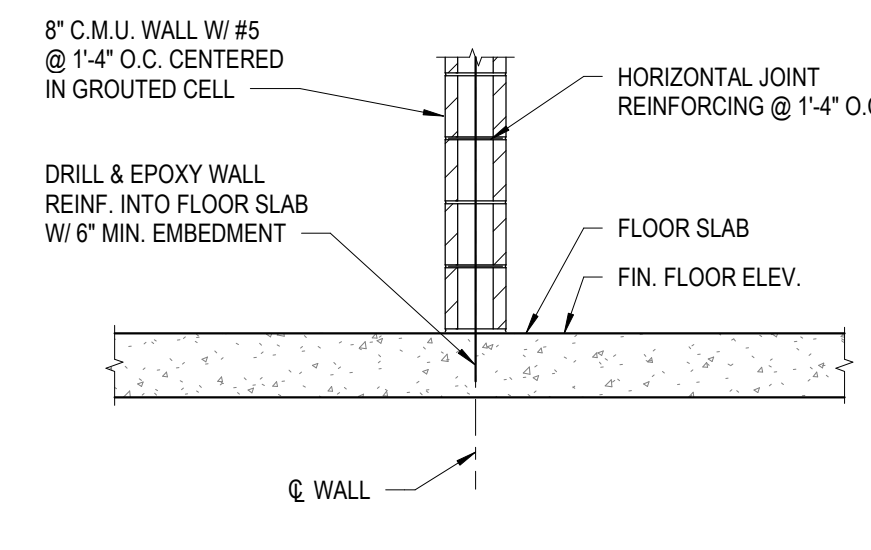 8" C.M.U. WALL W/ #5
@ 1'-4" O.C. CENTERED
IN GROUTED CELL
HORIZONTAL JOINT
REINFORCING @ 1'-4" O.C
DRILL & EPOXY WALL
REINF. INTO FLOOR SLAB
W/ 6" MIN. EMBEDMENT
FLOOR SLAB
FIN. FLOOR ELEV.
℄ WALL